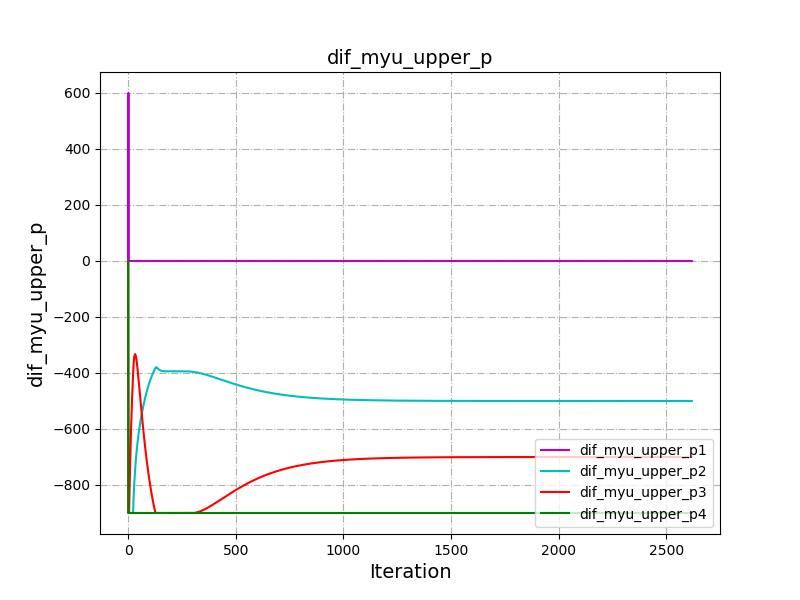 dif_myu_upper_p
dif_myu_upper_p
600
400
200
0
−200
−400
−600
−800
0
500
1000
1500
2000
2500
Iteration
dif_myu_upper_p1
dif_myu_upper_p2
dif_myu_upper_p3
dif_myu_upper_p4